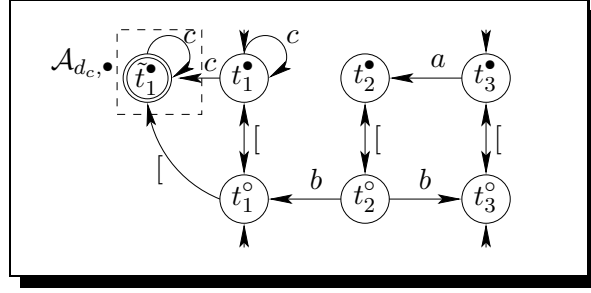 𝒜_{d_c,•} c c c a
t̃₁^• t₁^• t₂^• t₃^•
[ [ [ [
b b
t₁^∘ t₂^∘ t₃^∘